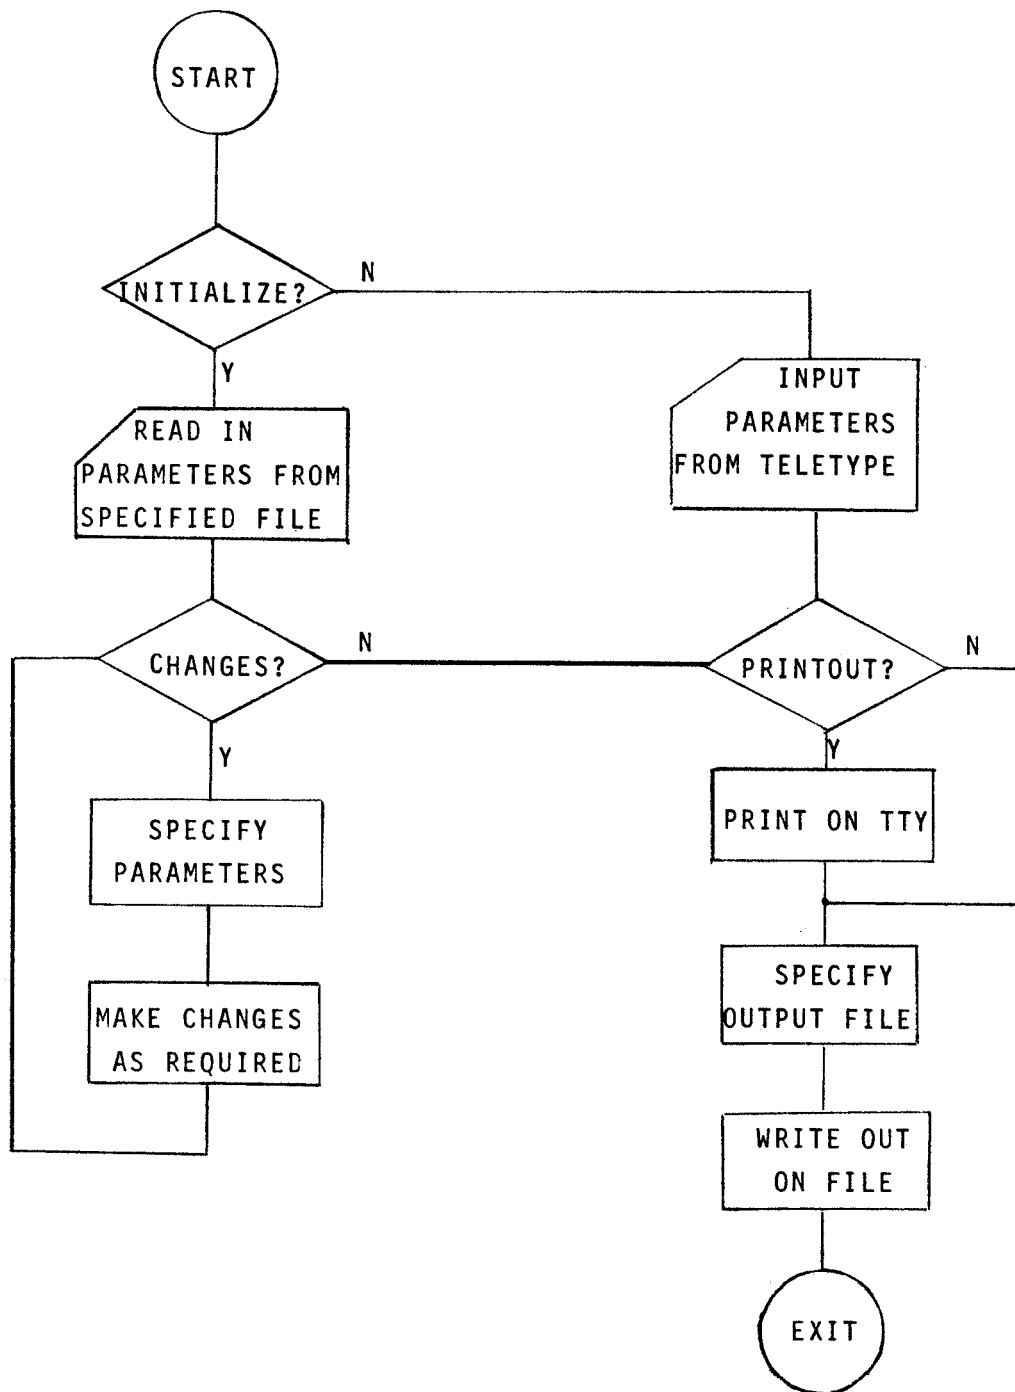 START
INITIALIZE?
N
Y
READ IN
PARAMETERS FROM
SPECIFIED FILE
INPUT
PARAMETERS
FROM TELETYPE
CHANGES?
N
Y
PRINTOUT?
N
Y
SPECIFY
PARAMETERS
MAKE CHANGES
AS REQUIRED
PRINT ON TTY
SPECIFY
OUTPUT FILE
WRITE OUT
ON FILE
EXIT